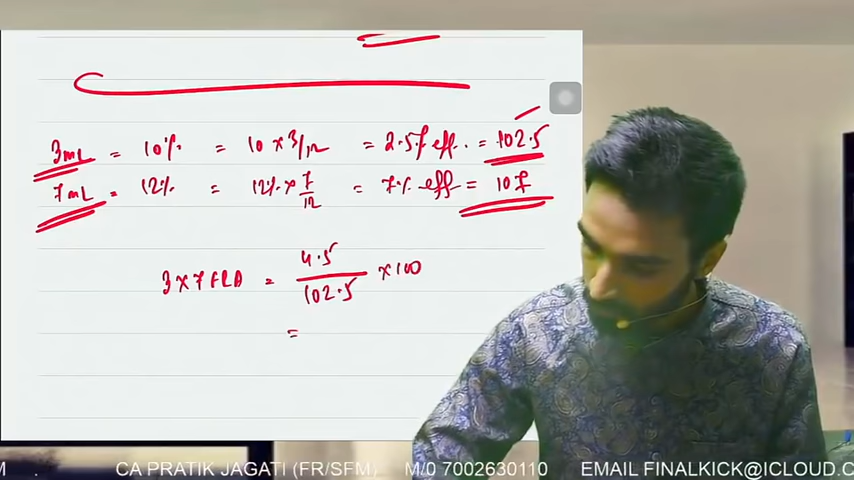 3mL = 10% = 10 x 3/12 = 2.5% eff. = 102.5
7mL = 12% = 12% x 7/12 = 7% eff = 107
3 x 7 FRA = 4.5/102.5 x 100
=
M . CA PRATIK JAGATI (FR/SFM) M/0 7002630110 EMAIL FINALKICK@ICLOUD.C